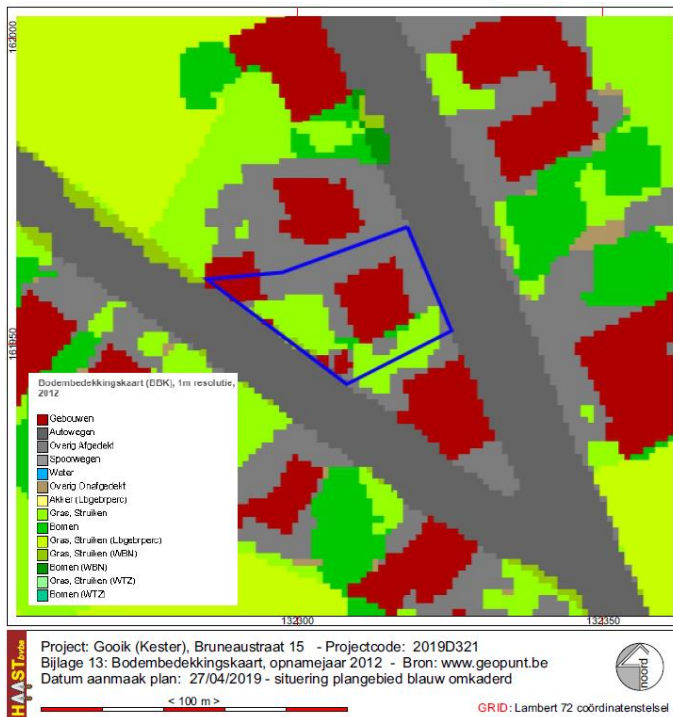 162000
161950
Bodembedekkingskaart (BBK), 1m resolutie,
2012
Gebouwen
Autowegen
Overig Afgedekt
Spoorwegen
Water
Overig Onafgedekt
Akker (Lbgebrperc)
Gras, Struiken
Bomen
Gras, Struiken (Lbgebrperc)
Gras, Struiken (WBN)
Bomen (WBN)
Gras, Struiken (WTZ)
Bomen (WTZ)
132300
132350
HAAST bvba
Project: Gooik (Kester), Bruneaustraat 15 - Projectcode: 2019D321
Bijlage 13: Bodembedekkingskaart, opnamejaar 2012 - Bron: www.geopunt.be
Datum aanmaak plan: 27/04/2019 - situering plangebied blauw omkaderd
< 100 m >
noord
GRID: Lambert 72 coördinatenstelsel